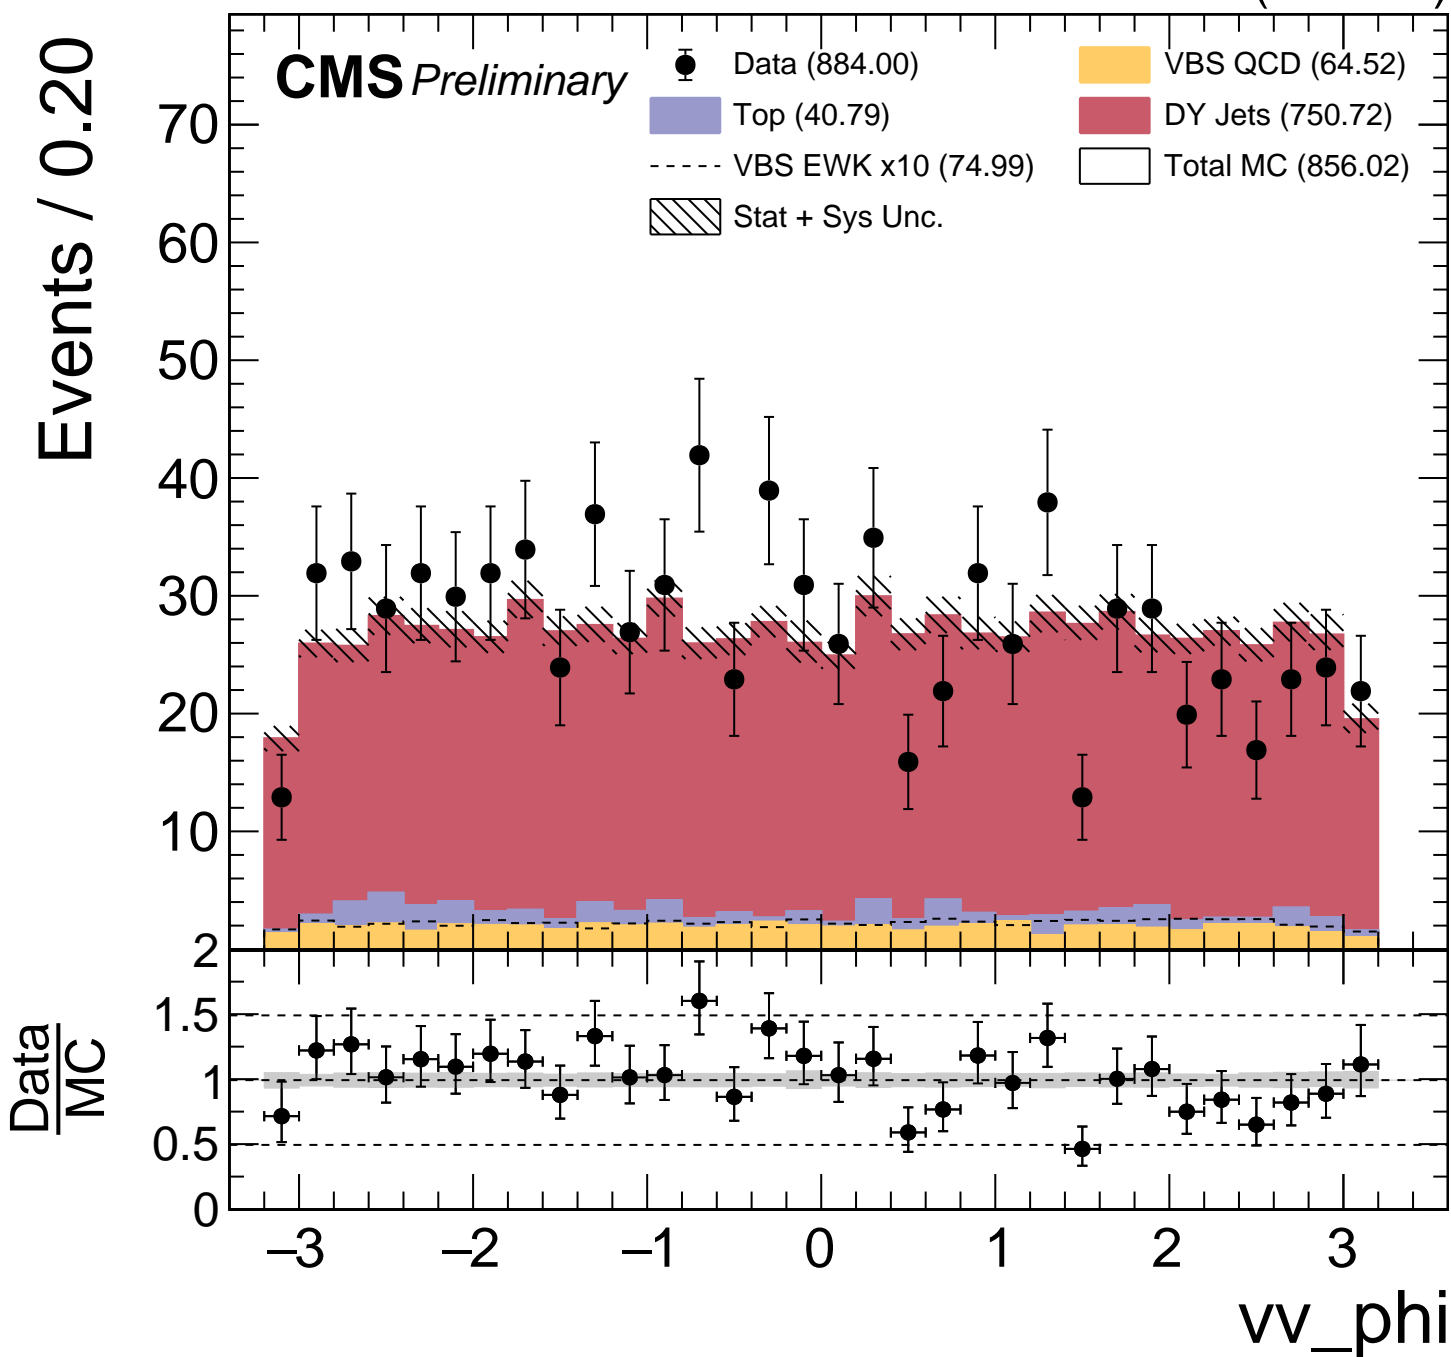 CMS Preliminary
Data (884.00)
VBS QCD (64.52)
Top (40.79)
DY Jets (750.72)
VBS EWK x10 (74.99)
Total MC (856.02)
Stat + Sys Unc.
Events / 0.20
70
60
50
40
30
20
10
2
1.5
1
0.5
0
Data
MC
–3 –2 –1 0 1 2 3
vv_phi